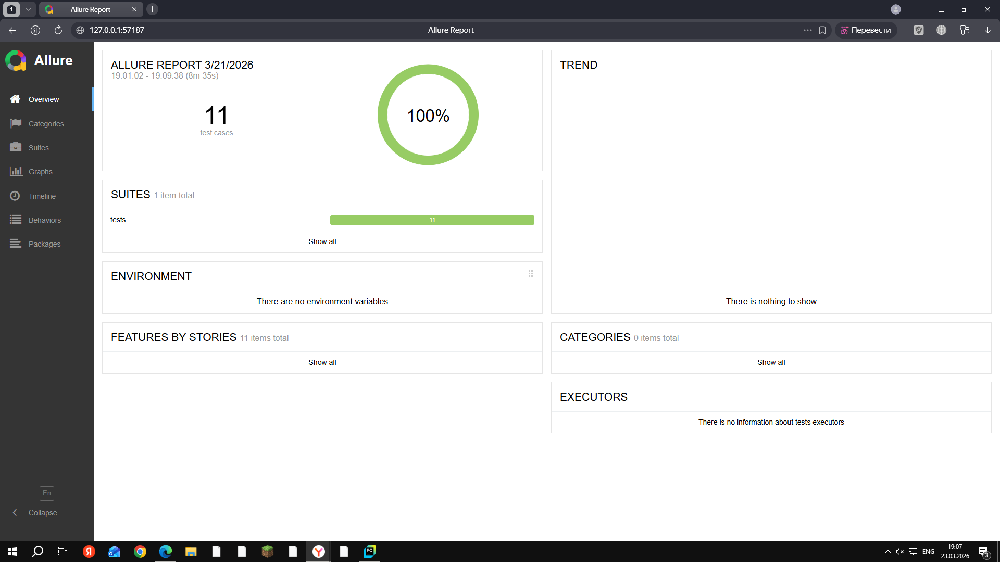 1
Allure Report
127.0.0.1:57187
Allure Report
Перевести
Allure
Overview
Categories
Suites
Graphs
Timeline
Behaviors
Packages
En
Collapse
ALLURE REPORT 3/21/2026
19:01:02 - 19:09:38 (8m 35s)
11
test cases
100%
SUITES 1 item total
tests
11
Show all
ENVIRONMENT
There are no environment variables
FEATURES BY STORIES 11 items total
Show all
TREND
There is nothing to show
CATEGORIES 0 items total
Show all
EXECUTORS
There is no information about tests executors
Я
PC
ENG
19:07
23.03.2026
3